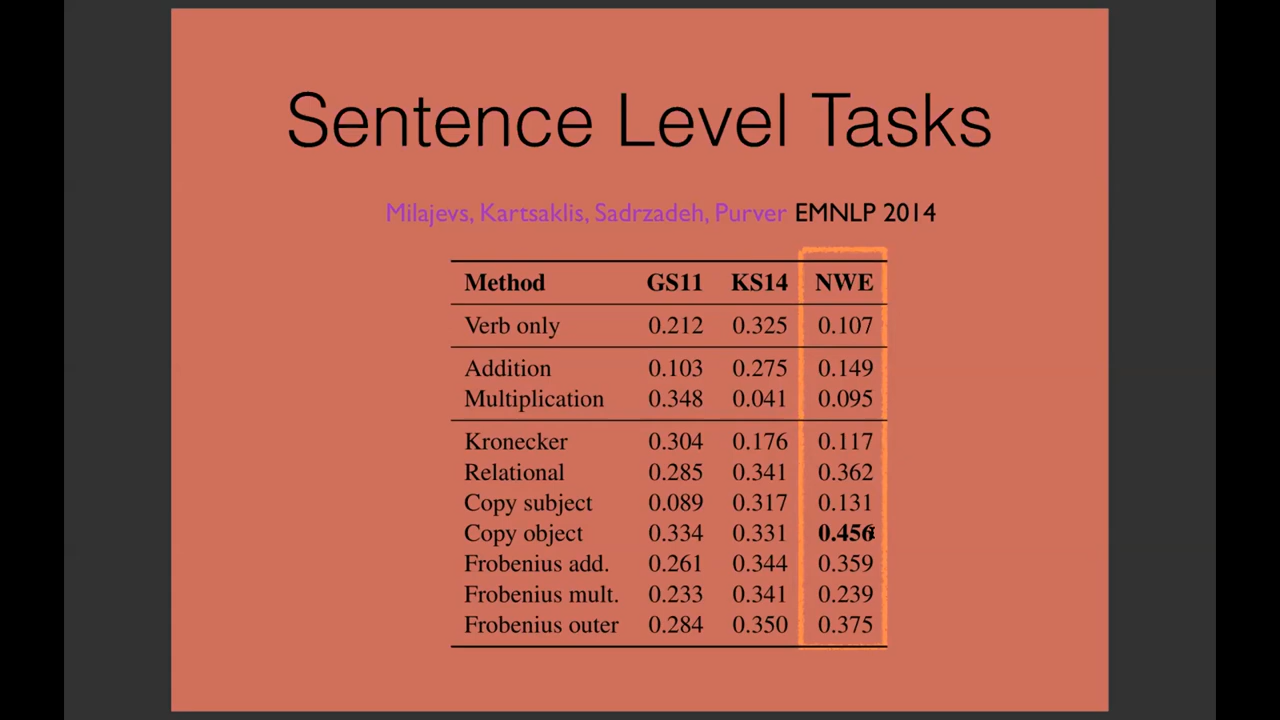 Sentence Level Tasks
Milajevs, Kartsaklis, Sadrzadeh, Purver EMNLP 2014
Method GS11 KS14 NWE
Verb only 0.212 0.325 0.107
Addition 0.103 0.275 0.149
Multiplication 0.348 0.041 0.095
Kronecker 0.304 0.176 0.117
Relational 0.285 0.341 0.362
Copy subject 0.089 0.317 0.131
Copy object 0.334 0.331 0.456
Frobenius add. 0.261 0.344 0.359
Frobenius mult. 0.233 0.341 0.239
Frobenius outer 0.284 0.350 0.375